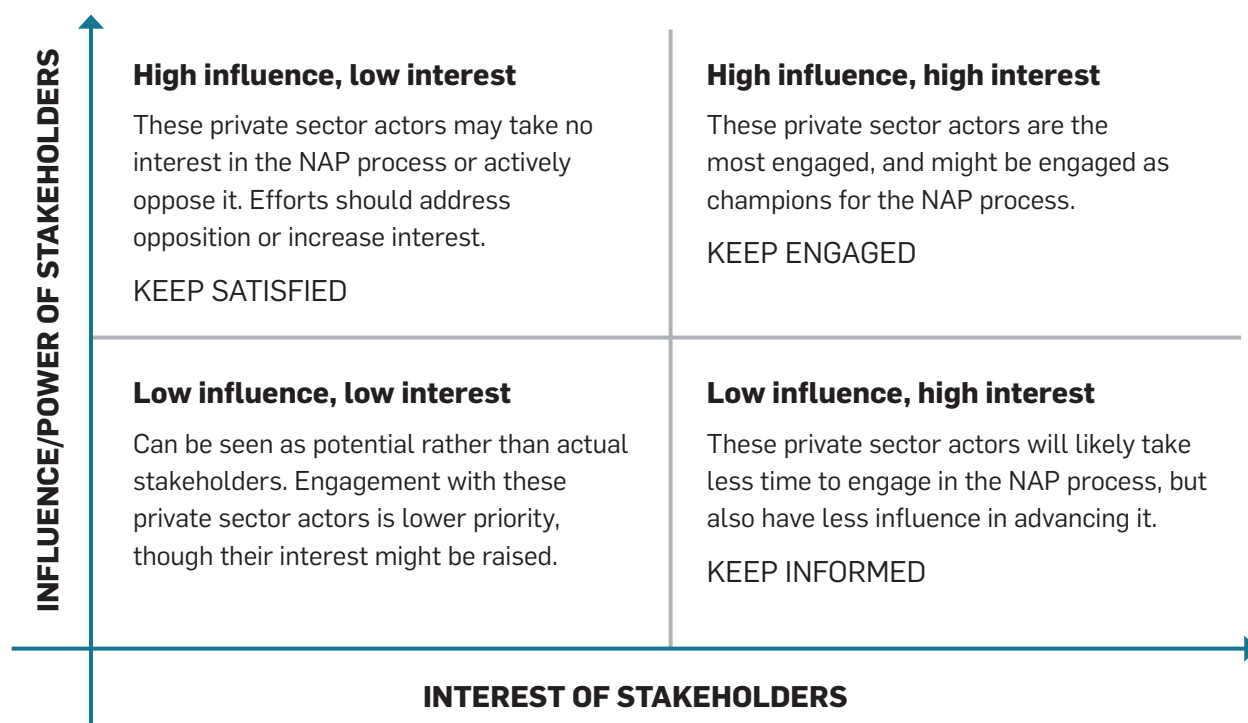 INFLUENCE/POWER OF STAKEHOLDERS
High influence, low interest
These private sector actors may take no
interest in the NAP process or actively
oppose it. Efforts should address
opposition or increase interest.
KEEP SATISFIED
High influence, high interest
These private sector actors are the
most engaged, and might be engaged as
champions for the NAP process.
KEEP ENGAGED
Low influence, low interest
Can be seen as potential rather than actual
stakeholders. Engagement with these
private sector actors is lower priority,
though their interest might be raised.
Low influence, high interest
These private sector actors will likely take
less time to engage in the NAP process, but
also have less influence in advancing it.
KEEP INFORMED
INTEREST OF STAKEHOLDERS